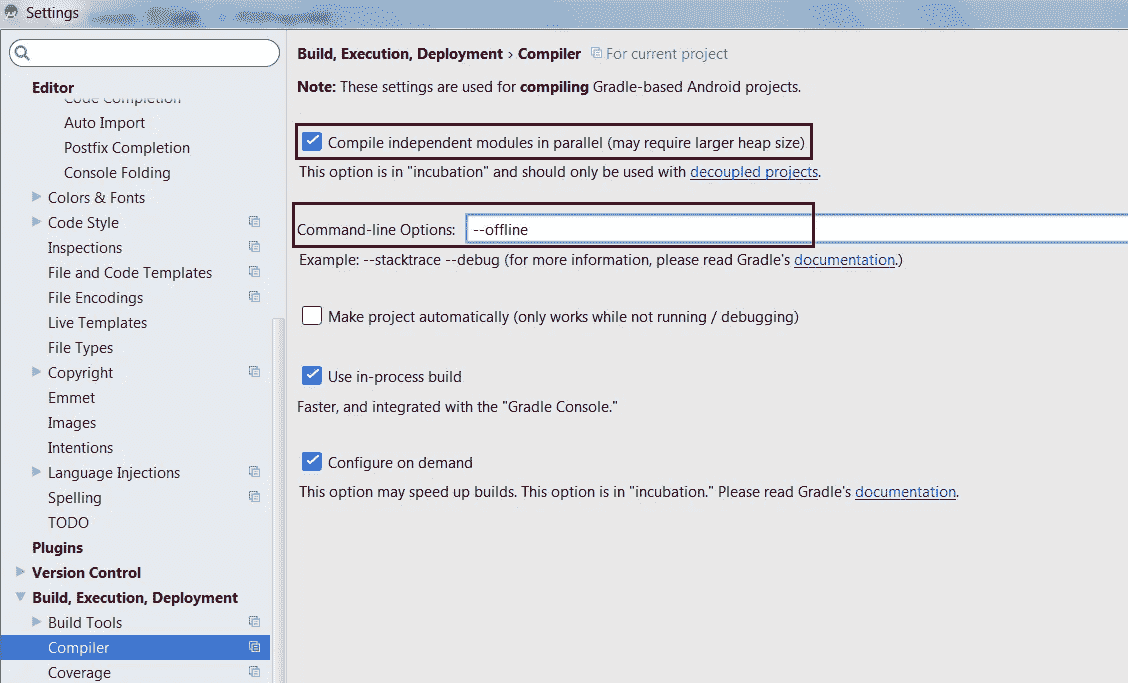 Settings
Editor
Code Completion
Auto Import
Postfix Completion
Console Folding
Colors & Fonts
Code Style
Inspections
File and Code Templates
File Encodings
Live Templates
File Types
Copyright
Emmet
Images
Intentions
Language Injections
Spelling
TODO
Plugins
Version Control
Build, Execution, Deployment
Build Tools
Compiler
Coverage
Build, Execution, Deployment › Compiler For current project
Note: These settings are used for compiling Gradle-based Android projects.
Compile independent modules in parallel (may require larger heap size)
This option is in "incubation" and should only be used with decoupled projects.
Command-line Options: --offline
Example: --stacktrace --debug (for more information, please read Gradle's documentation.)
Make project automatically (only works while not running / debugging)
Use in-process build
Faster, and integrated with the "Gradle Console."
Configure on demand
This option may speed up builds. This option is in "incubation." Please read Gradle's documentation.